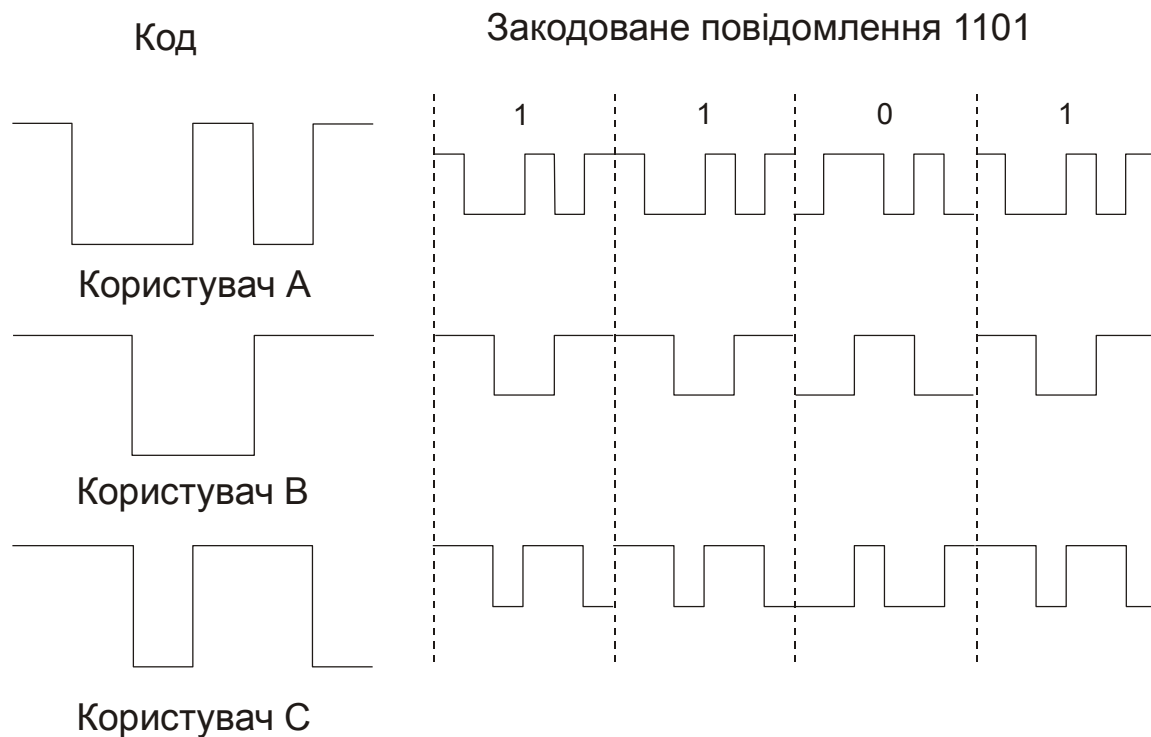 Код
Закодоване повідомлення 1101
1 1 0 1
Користувач А
Користувач В
Користувач С